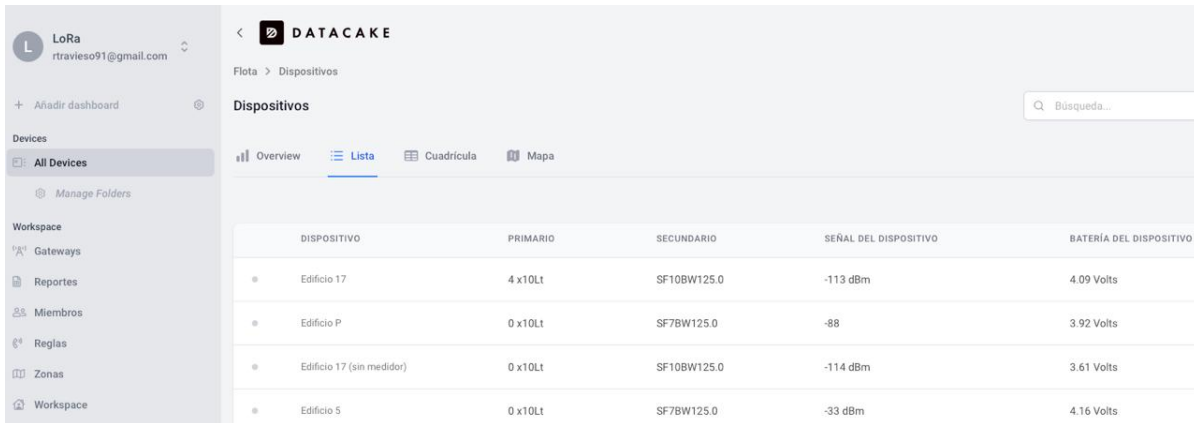 L
LoRa
rtravieso91@gmail.com
+ Añadir dashboard
Devices
All Devices
Manage Folders
Workspace
Gateways
Reportes
Miembros
Reglas
Zonas
Workspace
< DATACAKE
Flota > Dispositivos
Dispositivos
Búsqueda...
Overview Lista Cuadrícula Mapa
DISPOSITIVO PRIMARIO SECUNDARIO SEÑAL DEL DISPOSITIVO BATERÍA DEL DISPOSITIVO
Edificio 17 4 x10Lt SF10BW125.0 -113 dBm 4.09 Volts
Edificio P 0 x10Lt SF7BW125.0 -88 3.92 Volts
Edificio 17 (sin medidor) 0 x10Lt SF10BW125.0 -114 dBm 3.61 Volts
Edificio 5 0 x10Lt SF7BW125.0 -33 dBm 4.16 Volts